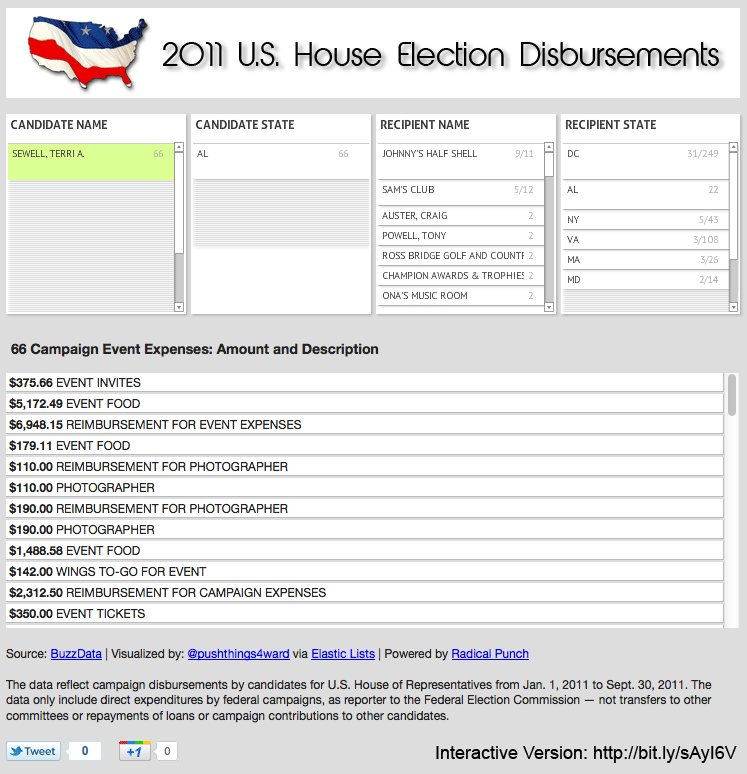 2011 U.S. House Election Disbursements
CANDIDATE NAME
SEWELL, TERRI A. 66
CANDIDATE STATE
AL 66
RECIPIENT NAME
JOHNNY'S HALF SHELL 9/11
SAM'S CLUB 5/12
AUSTER, CRAIG 2
POWELL, TONY 2
ROSS BRIDGE GOLF AND COUNTF 2
CHAMPION AWARDS & TROPHIES 2
ONA'S MUSIC ROOM 2
RECIPIENT STATE
DC 31/249
AL 22
NY 5/43
VA 3/108
MA 3/26
MD 2/14
66 Campaign Event Expenses: Amount and Description
$375.66 EVENT INVITES
$5,172.49 EVENT FOOD
$6,948.15 REIMBURSEMENT FOR EVENT EXPENSES
$179.11 EVENT FOOD
$110.00 REIMBURSEMENT FOR PHOTOGRAPHER
$110.00 PHOTOGRAPHER
$190.00 REIMBURSEMENT FOR PHOTOGRAPHER
$190.00 PHOTOGRAPHER
$1,488.58 EVENT FOOD
$142.00 WINGS TO-GO FOR EVENT
$2,312.50 REIMBURSEMENT FOR CAMPAIGN EXPENSES
$350.00 EVENT TICKETS
Source: BuzzData | Visualized by: @pushthings4ward via Elastic Lists | Powered by Radical Punch
The data reflect campaign disbursements by candidates for U.S. House of Representatives from Jan. 1, 2011 to Sept. 30, 2011. The
data only include direct expenditures by federal campaigns, as reporter to the Federal Election Commission — not transfers to other
committees or repayments of loans or campaign contributions to other candidates.
Tweet 0 +1 0
Interactive Version: http://bit.ly/sAyI6V